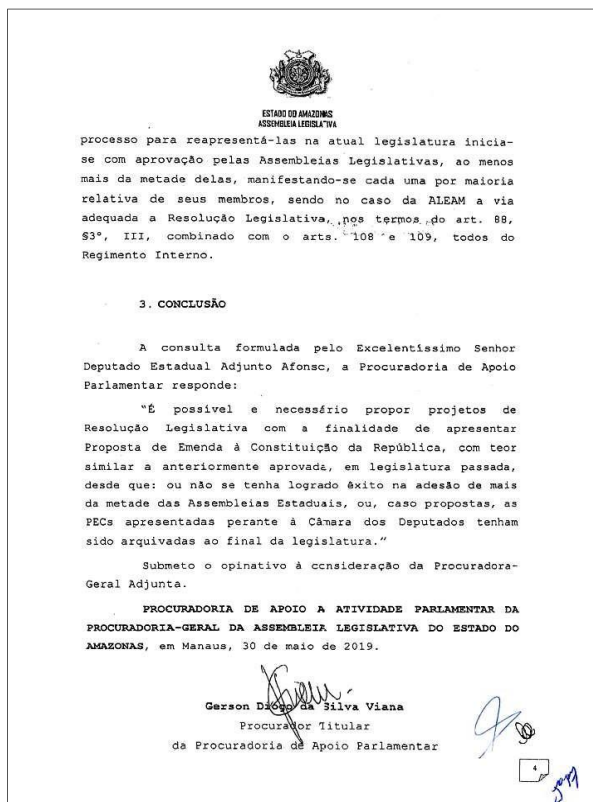 ESTADO DO AMAZONAS
ASSEMBLEIA LEGISLATIVA
processo para reapresentá-las na atual legislatura inicia-
se com aprovação pelas Assembleias Legislativas, ao menos
mais da metade delas, manifestando-se cada uma por maioria
relativa de seus membros, sendo no caso da ALEAM a via
adequada a Resolução Legislativa, nos termos do art. 88,
§3º, III, combinado com o arts. 108 e 109, todos do
Regimento Interno.
3. CONCLUSÃO
A consulta formulada pelo Excelentíssimo Senhor
Deputado Estadual Adjunto Afonso, a Procuradoria de Apoio
Parlamentar responde:
"É possível e necessário propor projetos de
Resolução Legislativa com a finalidade de apresentar
Proposta de Emenda à Constituição da República, com teor
similar a anteriormente aprovada, em legislatura passada,
desde que: ou não se tenha logrado êxito na adesão de mais
da metade das Assembleias Estaduais, ou, caso propostas, as
PECs apresentadas perante à Câmara dos Deputados tenham
sido arquivadas ao final da legislatura."
Submeto o opinativo à consideração da Procuradora-
Geral Adjunta.
PROCURADORIA DE APOIO A ATIVIDADE PARLAMENTAR DA
PROCURADORIA-GERAL DA ASSEMBLEIA LEGISLATIVA DO ESTADO DO
AMAZONAS, em Manaus, 30 de maio de 2019.
Gerson Diógo da Silva Viana
Procurador Titular
da Procuradoria de Apoio Parlamentar
4